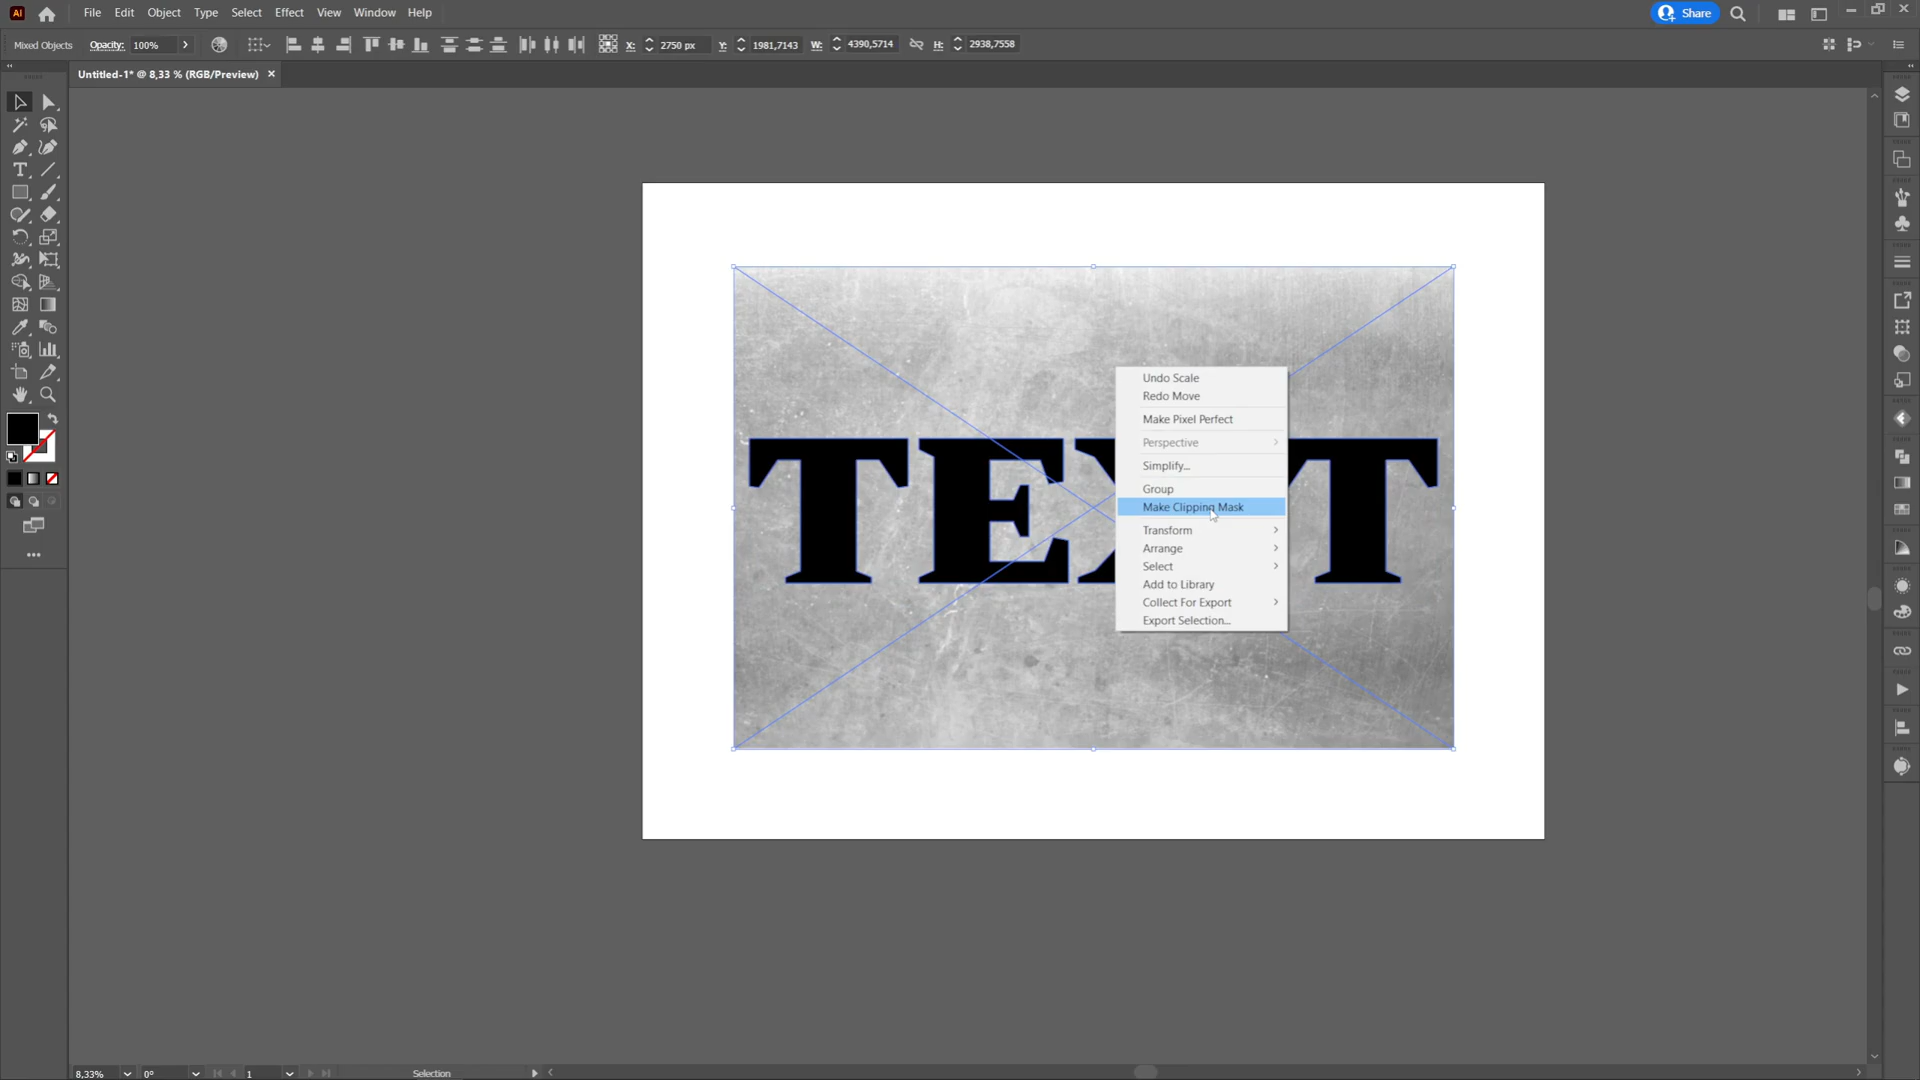 Ai File Edit Object Type Select Effect View Window Help Share
Mixed Objects Opacity: 100% X: 2750 px Y: 1981,7143 W: 4390,5714 H: 2938,7558
Untitled-1* @ 8,33 % (RGB/Preview)
TEXT
Undo Scale
Redo Move
Make Pixel Perfect
Perspective
Simplify...
Group
Make Clipping Mask
Transform
Arrange
Select
Add to Library
Collect For Export
Export Selection...
8,33% 0° 1 Selection